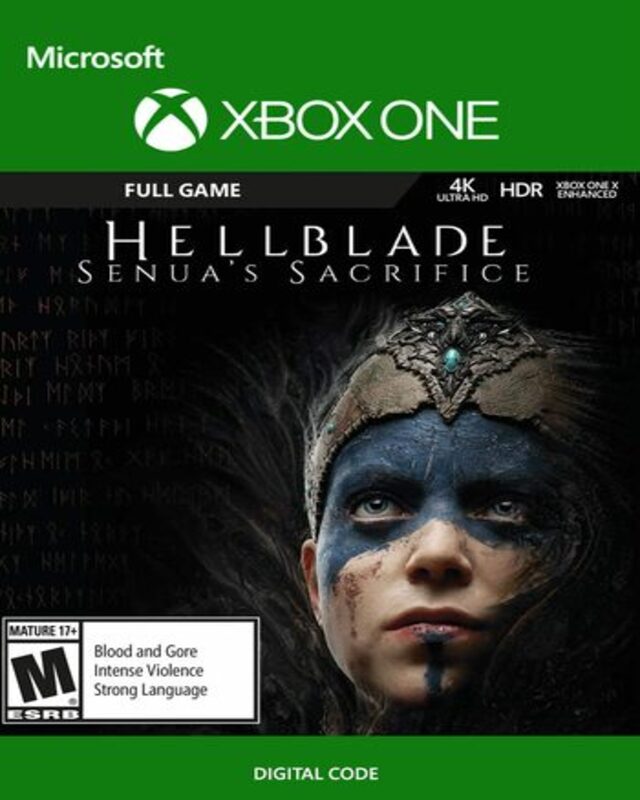 Microsoft
XBOX ONE
FULL GAME
4K
ULTRA HD
HDR
XBOX ONE X
ENHANCED
HELLBLADE
SENUA'S SACRIFICE
MATURE 17+
M
®
ESRB
Blood and Gore
Intense Violence
Strong Language
DIGITAL CODE